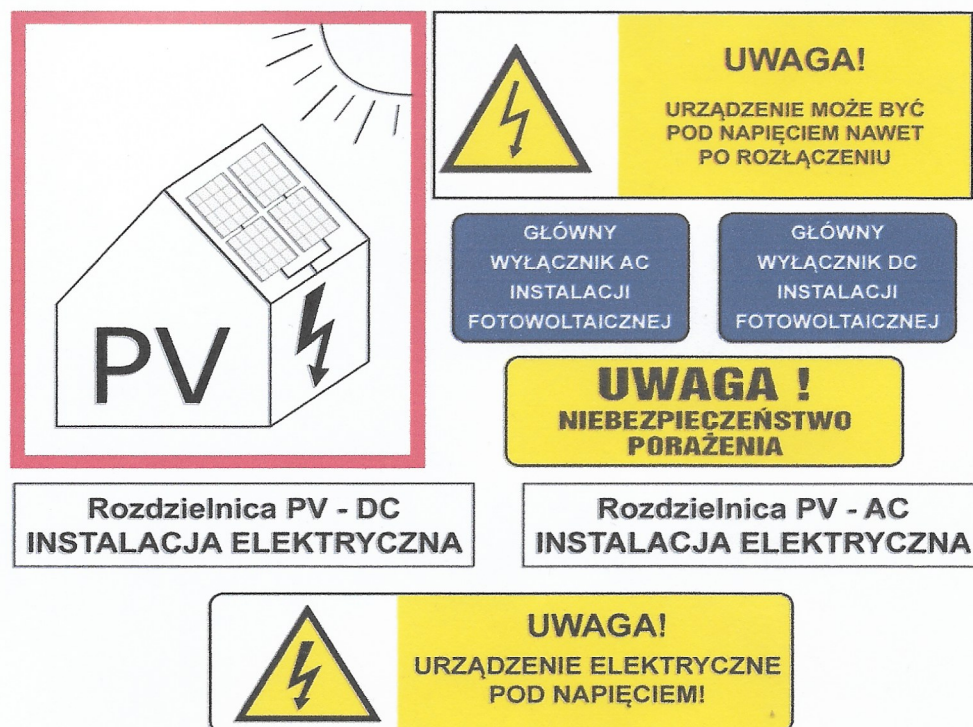 PV
UWAGA!
URZĄDZENIE MOŻE BYĆ
POD NAPIĘCIEM NAWET
PO ROZŁĄCZENIU
GŁÓWNY
WYŁĄCZNIK AC
INSTALACJI
FOTOWOLTAICZNEJ
GŁÓWNY
WYŁĄCZNIK DC
INSTALACJI
FOTOWOLTAICZNEJ
UWAGA !
NIEBEZPIECZEŃSTWO
PORAŻENIA
Rozdzielnica PV - DC
INSTALACJA ELEKTRYCZNA
Rozdzielnica PV - AC
INSTALACJA ELEKTRYCZNA
UWAGA!
URZĄDZENIE ELEKTRYCZNE
POD NAPIĘCIEM!